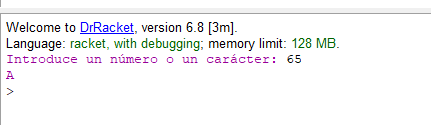 Welcome to DrRacket, version 6.8 [3m].
Language: racket, with debugging; memory limit: 128 MB.
Introduce un número o un carácter: 65
A
>